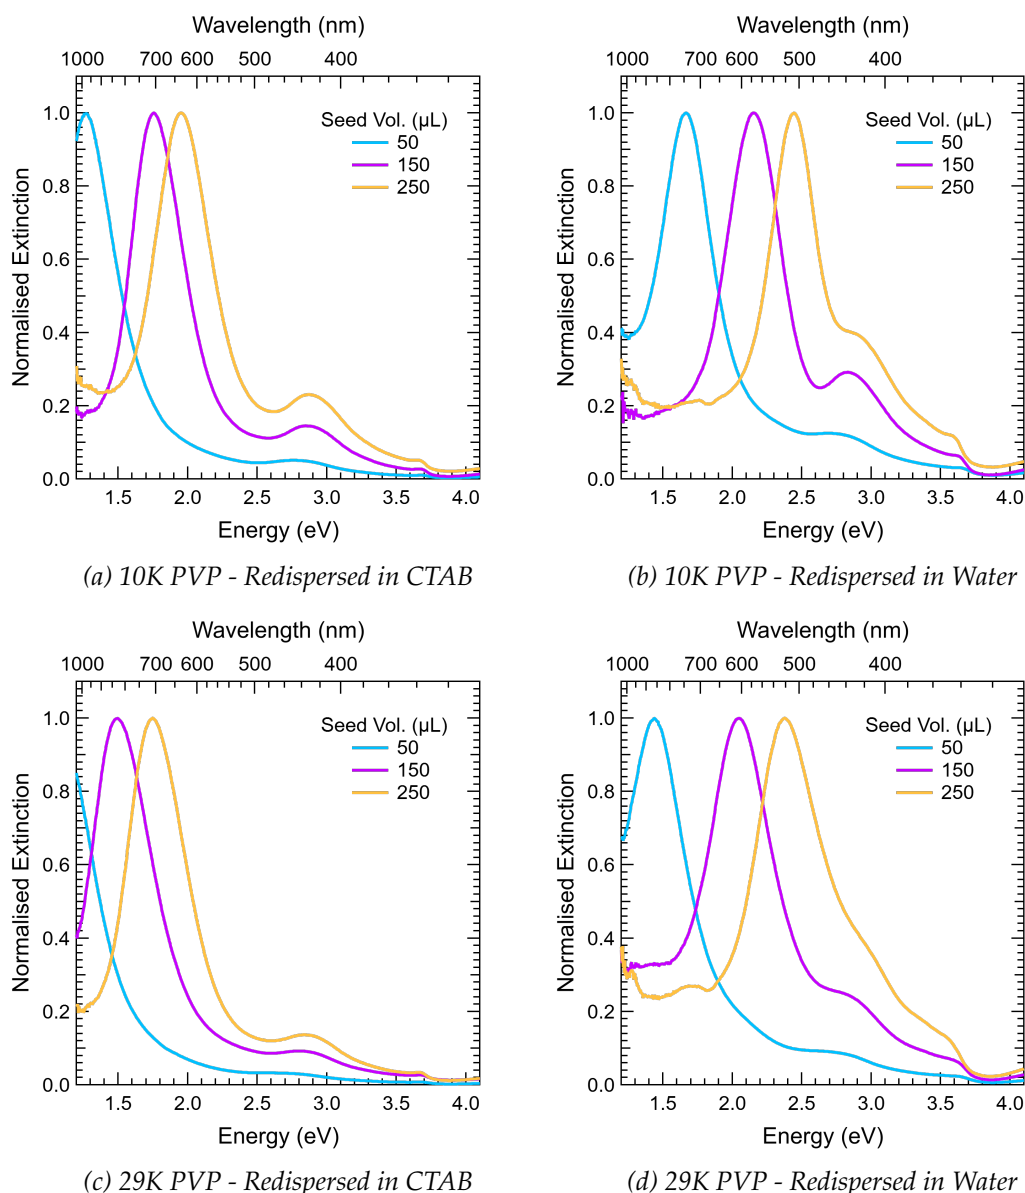 Wavelength (nm)
1000 700 600 500 400
Normalised Extinction
1.0
0.8
0.6
0.4
0.2
0.0
Seed Vol. (µL)
50
150
250
1.5 2.0 2.5 3.0 3.5 4.0
Energy (eV)
(a) 10K PVP - Redispersed in CTAB
Wavelength (nm)
1000 700 600 500 400
Normalised Extinction
1.0
0.8
0.6
0.4
0.2
0.0
Seed Vol. (µL)
50
150
250
1.5 2.0 2.5 3.0 3.5 4.0
Energy (eV)
(b) 10K PVP - Redispersed in Water
Wavelength (nm)
1000 700 600 500 400
Normalised Extinction
1.0
0.8
0.6
0.4
0.2
0.0
Seed Vol. (µL)
50
150
250
1.5 2.0 2.5 3.0 3.5 4.0
Energy (eV)
(c) 29K PVP - Redispersed in CTAB
Wavelength (nm)
1000 700 600 500 400
Normalised Extinction
1.0
0.8
0.6
0.4
0.2
0.0
Seed Vol. (µL)
50
150
250
1.5 2.0 2.5 3.0 3.5 4.0
Energy (eV)
(d) 29K PVP - Redispersed in Water